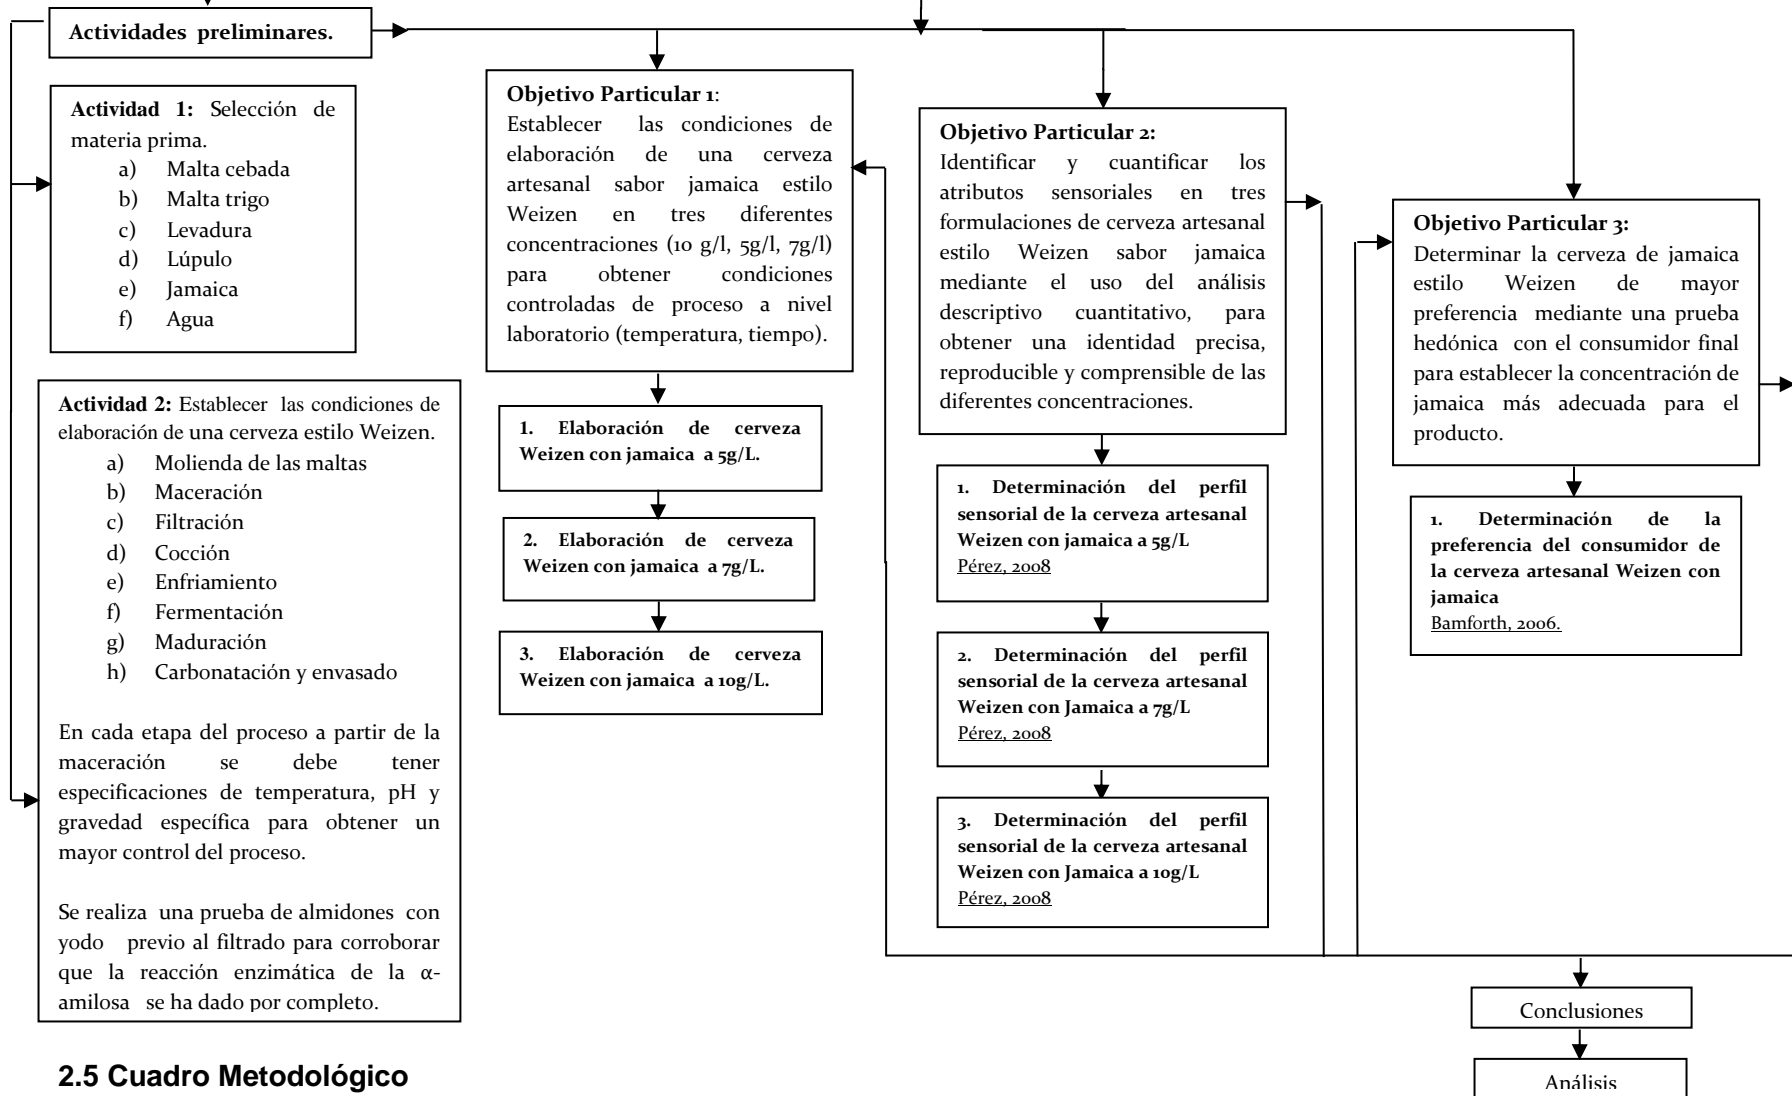 Actividades preliminares.
Actividad 1: Selección de
materia prima.
a) Malta cebada
b) Malta trigo
c) Levadura
d) Lúpulo
e) Jamaica
f) Agua
Actividad 2: Establecer las condiciones de
elaboración de una cerveza estilo Weizen.
a) Molienda de las maltas
b) Maceración
c) Filtración
d) Cocción
e) Enfriamiento
f) Fermentación
g) Maduración
h) Carbonatación y envasado
En cada etapa del proceso a partir de la
maceración se debe tener
especificaciones de temperatura, pH y
gravedad específica para obtener un
mayor control del proceso.
Se realiza una prueba de almidones con
yodo previo al filtrado para corroborar
que la reacción enzimática de la α-
amilosa se ha dado por completo.
Objetivo Particular 1:
Establecer las condiciones de
elaboración de una cerveza
artesanal sabor jamaica estilo
Weizen en tres diferentes
concentraciones (10 g/l, 5g/l, 7g/l)
para obtener condiciones
controladas de proceso a nivel
laboratorio (temperatura, tiempo).
1. Elaboración de cerveza
Weizen con jamaica a 5g/L.
2. Elaboración de cerveza
Weizen con jamaica a 7g/L.
3. Elaboración de cerveza
Weizen con jamaica a 10g/L.
Objetivo Particular 2:
Identificar y cuantificar los
atributos sensoriales en tres
formulaciones de cerveza artesanal
estilo Weizen sabor jamaica
mediante el uso del análisis
descriptivo cuantitativo, para
obtener una identidad precisa,
reproducible y comprensible de las
diferentes concentraciones.
1. Determinación del perfil
sensorial de la cerveza artesanal
Weizen con jamaica a 5g/L
Pérez, 2008
2. Determinación del perfil
sensorial de la cerveza artesanal
Weizen con Jamaica a 7g/L
Pérez, 2008
3. Determinación del perfil
sensorial de la cerveza artesanal
Weizen con Jamaica a 10g/L
Pérez, 2008
Objetivo Particular 3:
Determinar la cerveza de jamaica
estilo Weizen de mayor
preferencia mediante una prueba
hedónica con el consumidor final
para establecer la concentración de
jamaica más adecuada para el
producto.
1. Determinación de la
preferencia del consumidor de
la cerveza artesanal Weizen con
jamaica
Bamforth, 2006.
Conclusiones
Análisis
2.5 Cuadro Metodológico